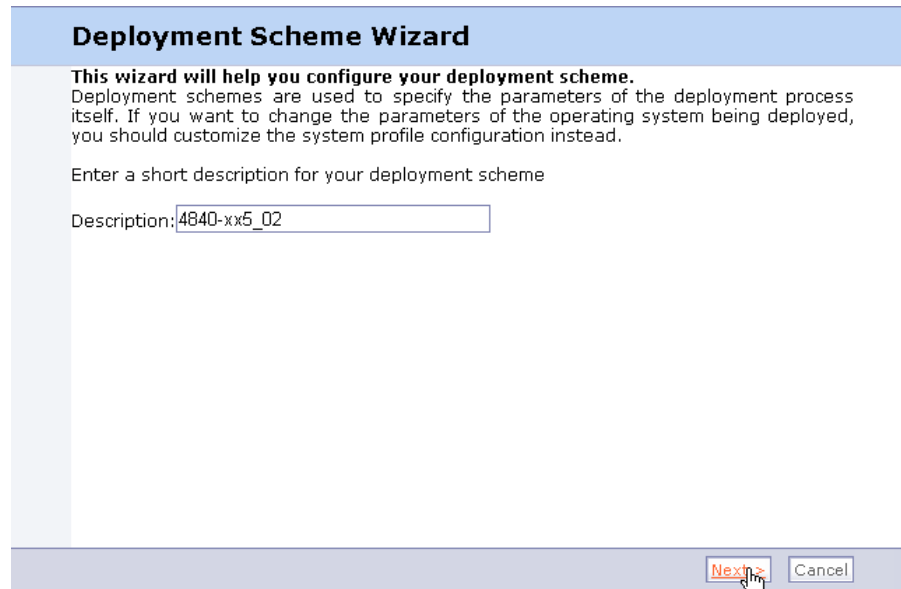 Deployment Scheme Wizard
This wizard will help you configure your deployment scheme.
Deployment schemes are used to specify the parameters of the deployment process
itself. If you want to change the parameters of the operating system being deployed,
you should customize the system profile configuration instead.
Enter a short description for your deployment scheme
Description: 4840-xx5_02
Next > Cancel